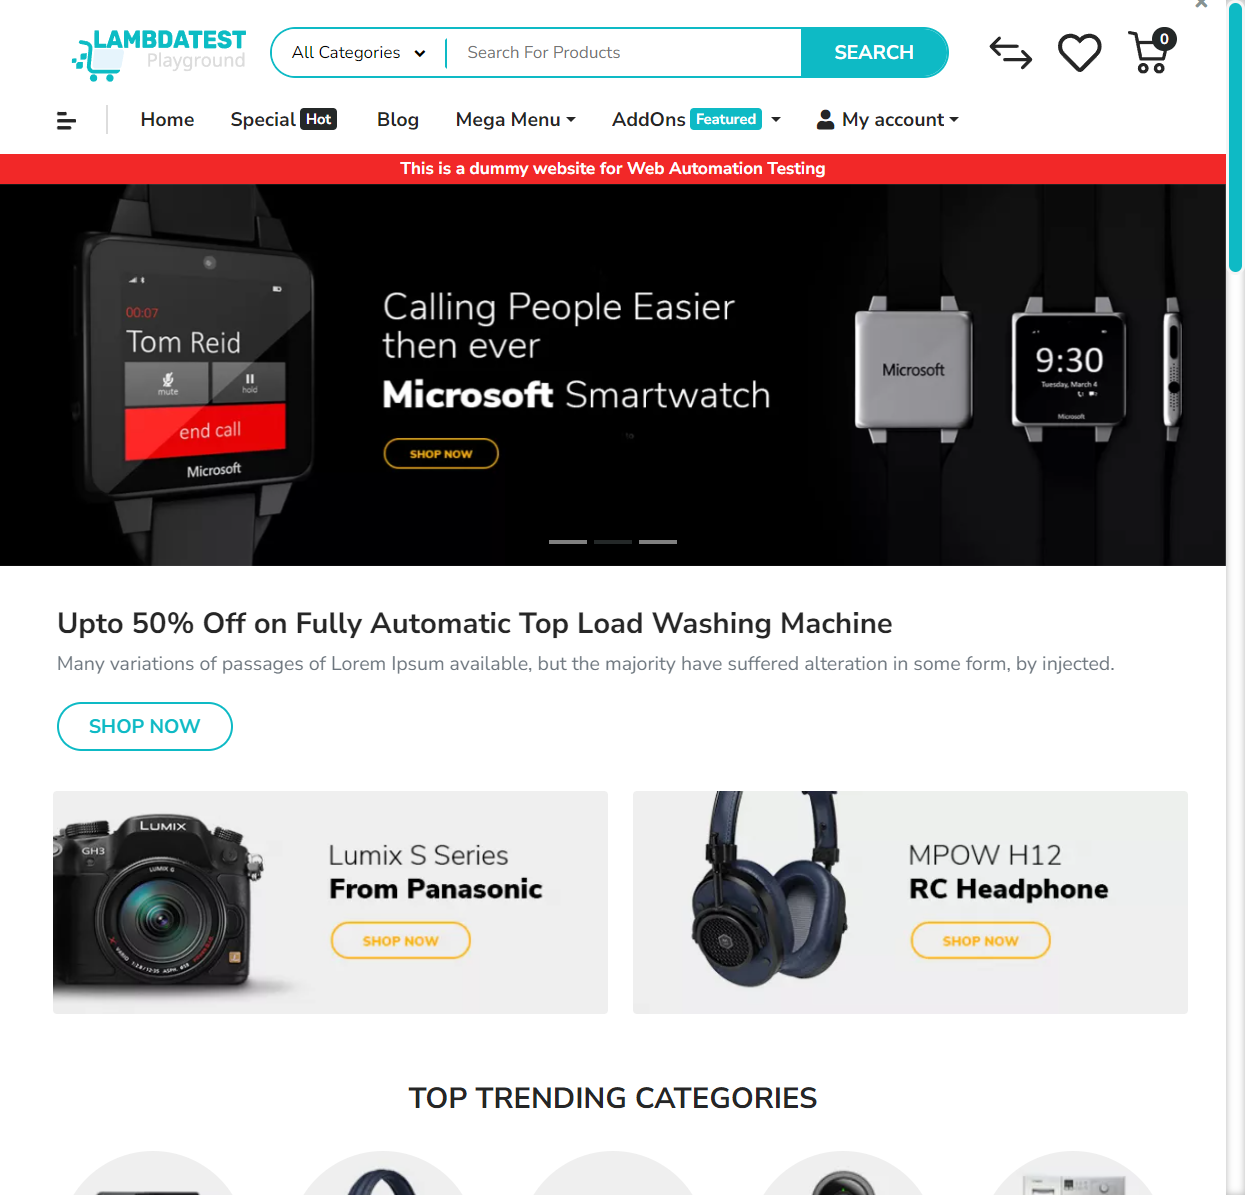 LAMBDATEST
Playground
All Categories
Search For Products
SEARCH
0
Home
Special Hot
Blog
Mega Menu
AddOns Featured
My account
This is a dummy website for Web Automation Testing
00:07
Tom Reid
mute
hold
end call
Microsoft
Calling People Easier
then ever
Microsoft Smartwatch
SHOP NOW
Microsoft
9:30
Tuesday, March 4
Microsoft
Upto 50% Off on Fully Automatic Top Load Washing Machine
Many variations of passages of Lorem Ipsum available, but the majority have suffered alteration in some form, by injected.
SHOP NOW
LUMIX
GH3
LUMIX G
Lumix S Series
From Panasonic
SHOP NOW
MPOW H12
RC Headphone
SHOP NOW
TOP TRENDING CATEGORIES